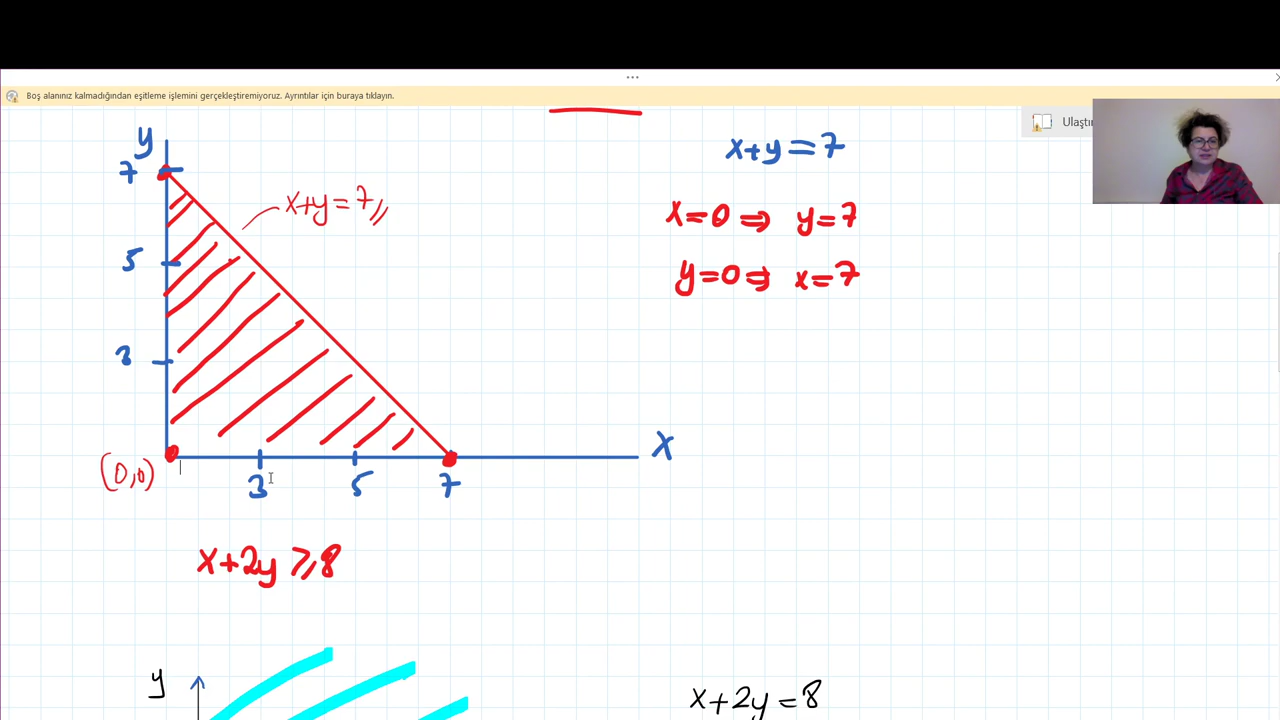 Boş alanınız kalmadığından eşitleme işlemini gerçekleştiremiyoruz. Ayrıntılar için buraya tıklayın.
Ulaştır
y
7
5
3
x+y=7
(0,0)
3
5
7
x
x+y=7
x=0⇒ y=7
y=0⇒ x=7
x+2y⩾8
y
x+2y=8